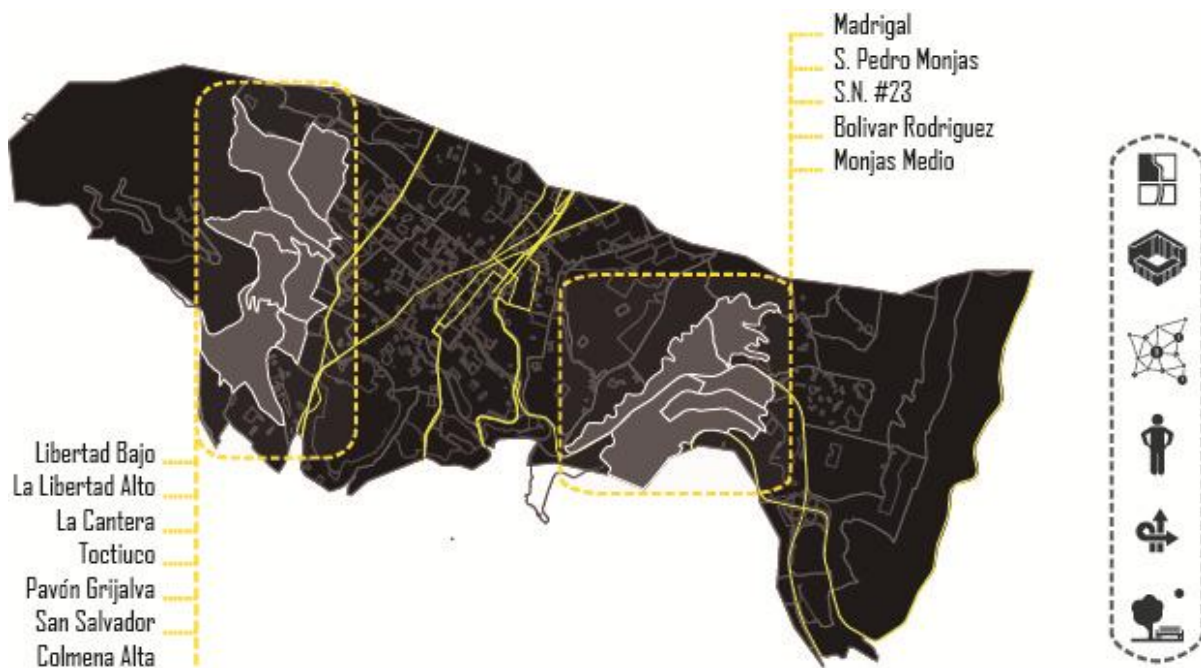 Madrigal
S. Pedro Monjas
S.N. #23
Bolivar Rodriguez
Monjas Medio
Libertad Bajo
La Libertad Alto
La Cantera
Toctiuco
Pavón Grijalva
San Salvador
Colmena Alta